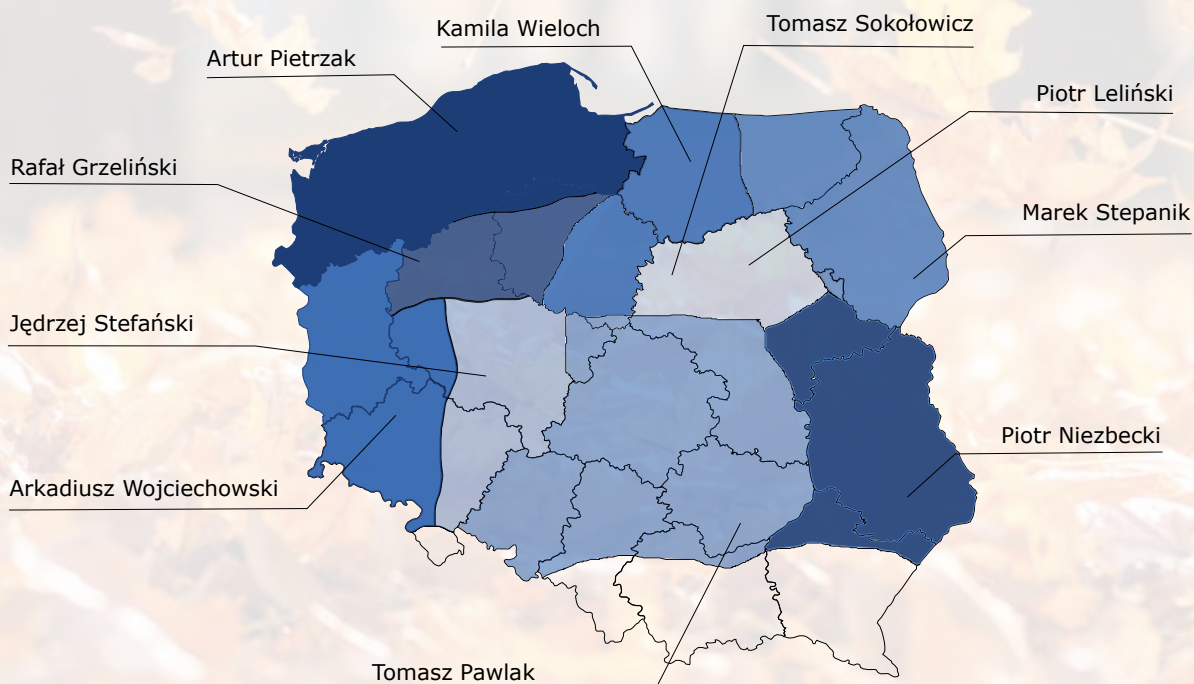 Kamila Wieloch
Tomasz Sokołowicz
Artur Pietrzak
Piotr Leliński
Rafał Grzeliński
Marek Stepanik
Jędrzej Stefański
Piotr Niezbecki
Arkadiusz Wojciechowski
Tomasz Pawlak